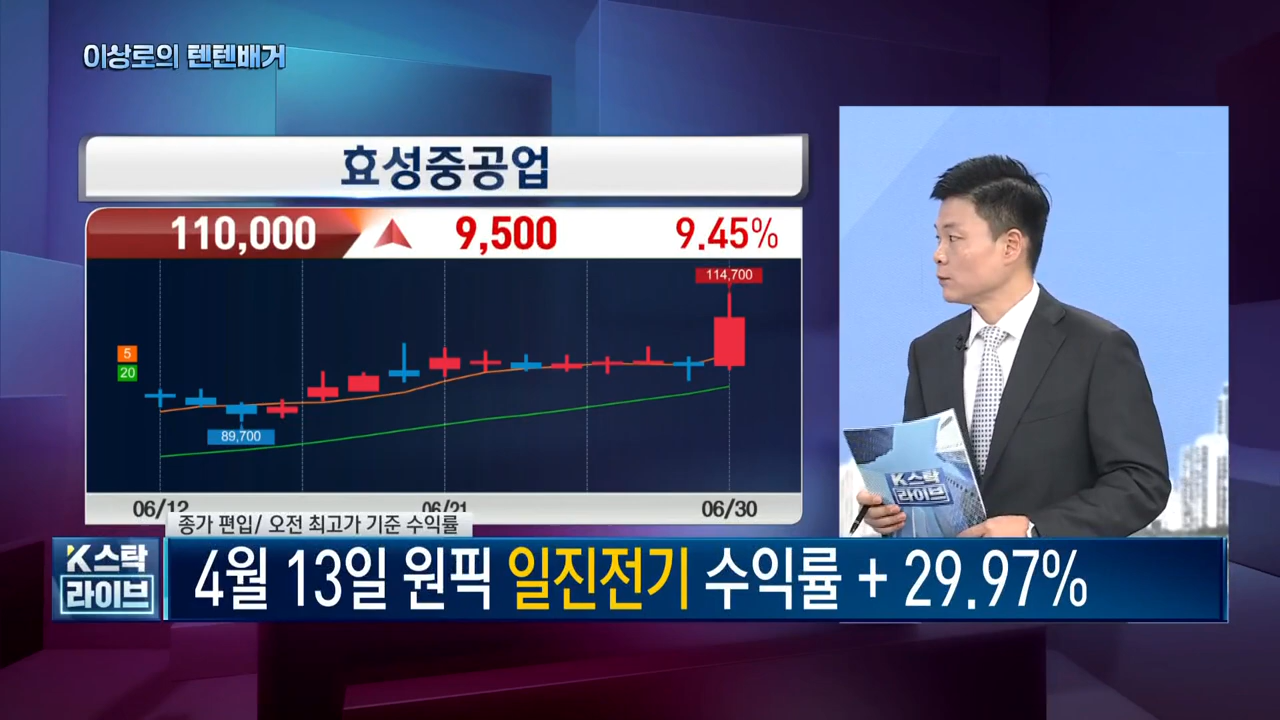 이상로의 텐텐배거
효성중공업
110,000 ▲ 9,500 9.45%
114,700
5
20
89,700
06/12 06/21 06/30
종가 편입/ 오전 최고가 기준 수익률
K스탁
라이브
4월 13일 원픽 일진전기 수익률 + 29.97%
K스탁
라이브